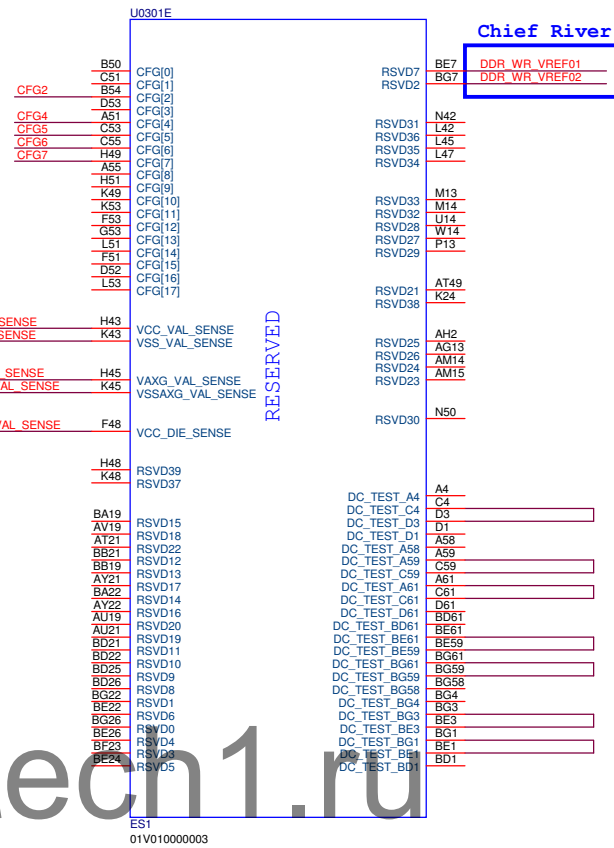 U0301E
Chief River
B50 CFG[0]
C51 CFG[1]
CFG2 B54 CFG[2]
D53 CFG[3]
CFG4 A51 CFG[4]
CFG5 C53 CFG[5]
CFG6 C55 CFG[6]
CFG7 H49 CFG[7]
A55 CFG[8]
H51 CFG[9]
K49 CFG[10]
K53 CFG[11]
F53 CFG[12]
G53 CFG[13]
L51 CFG[14]
F51 CFG[15]
D52 CFG[16]
L53 CFG[17]
SENSE H43 VCC_VAL_SENSE
SENSE K43 VSS_VAL_SENSE
_SENSE H45 VAXG_VAL_SENSE
VAL_SENSE K45 VSSAXG_VAL_SENSE
VAL_SENSE F48 VCC_DIE_SENSE
H48 RSVD39
K48 RSVD37
BA19 RSVD15
AV19 RSVD18
AT21 RSVD22
BB21 RSVD12
BB19 RSVD13
AY21 RSVD17
BA22 RSVD14
AY22 RSVD16
AU19 RSVD20
AU21 RSVD19
BD21 RSVD11
BD22 RSVD10
BD25 RSVD9
BD26 RSVD8
BG22 RSVD1
BE22 RSVD6
BG26 RSVD0
BE26 RSVD4
BF23 RSVD3
BE24 RSVD5
RESERVED
RSVD7 BE7 DDR_WR_VREF01
RSVD2 BG7 DDR_WR_VREF02
RSVD31 N42
RSVD36 L42
RSVD35 L45
RSVD34 L47
RSVD33 M13
RSVD32 M14
RSVD28 U14
RSVD27 W14
RSVD29 P13
RSVD21 AT49
RSVD38 K24
RSVD25 AH2
RSVD26 AG13
RSVD24 AM14
RSVD23 AM15
RSVD30 N50
DC_TEST_A4 A4
DC_TEST_C4 C4
DC_TEST_D3 D3
DC_TEST_D1 D1
DC_TEST_A58 A58
DC_TEST_A59 A59
DC_TEST_C59 C59
DC_TEST_A61 A61
DC_TEST_C61 C61
DC_TEST_D61 D61
DC_TEST_BD61 BD61
DC_TEST_BE61 BE61
DC_TEST_BE59 BE59
DC_TEST_BG61 BG61
DC_TEST_BG59 BG59
DC_TEST_BG58 BG58
DC_TEST_BG4 BG4
DC_TEST_BG3 BG3
DC_TEST_BE3 BE3
DC_TEST_BG1 BG1
DC_TEST_BE1 BE1
DC_TEST_BD1 BD1
ech1.ru
ES1
01V010000003